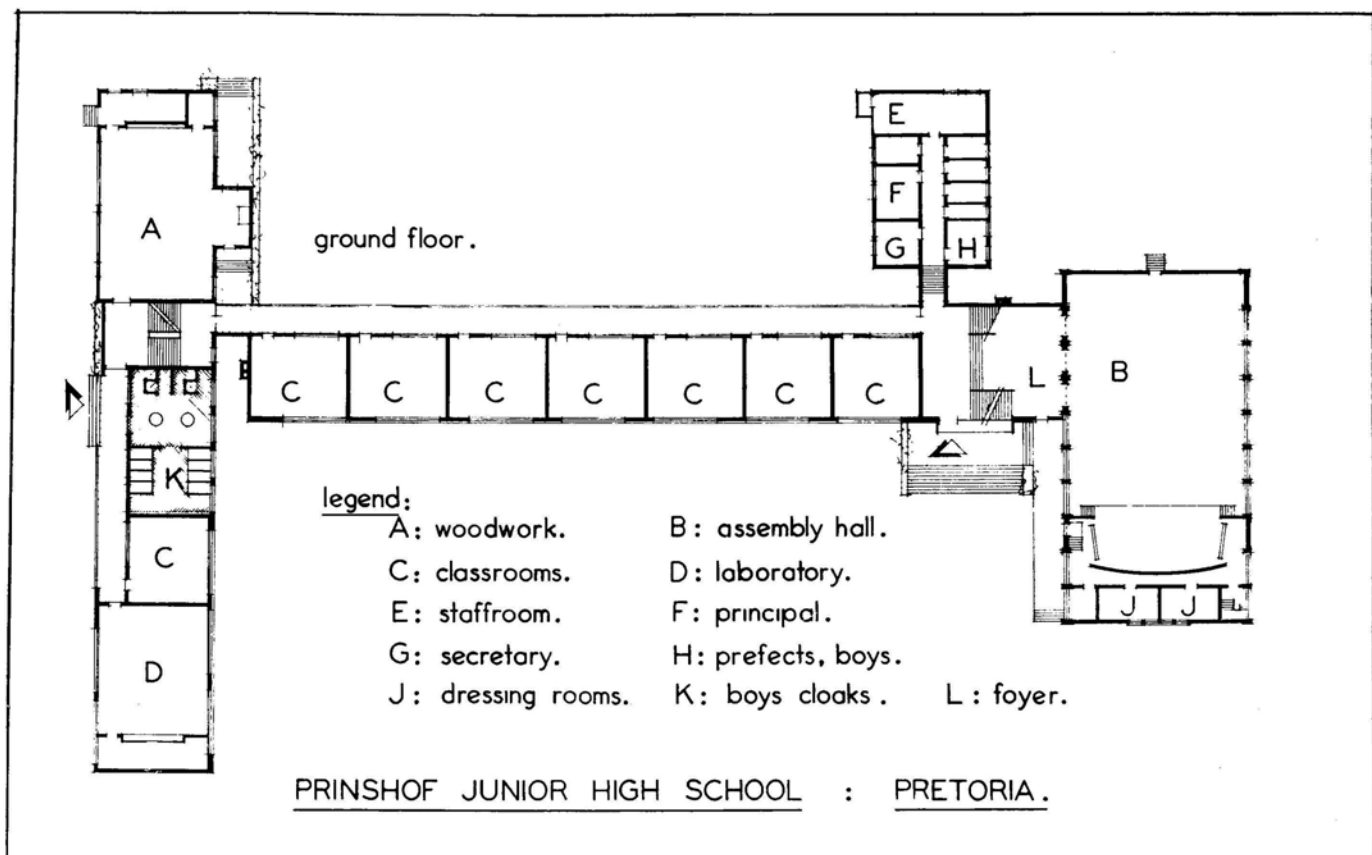 E
F
A
ground floor.
G H
L B
C C C C C C C
K
legend:
A: woodwork. B: assembly hall.
C: classrooms. D: laboratory.
C
E: staffroom. F: principal.
J J
G: secretary. H: prefects, boys.
D
J: dressing rooms. K: boys cloaks. L: foyer.
PRINSHOF JUNIOR HIGH SCHOOL : PRETORIA.